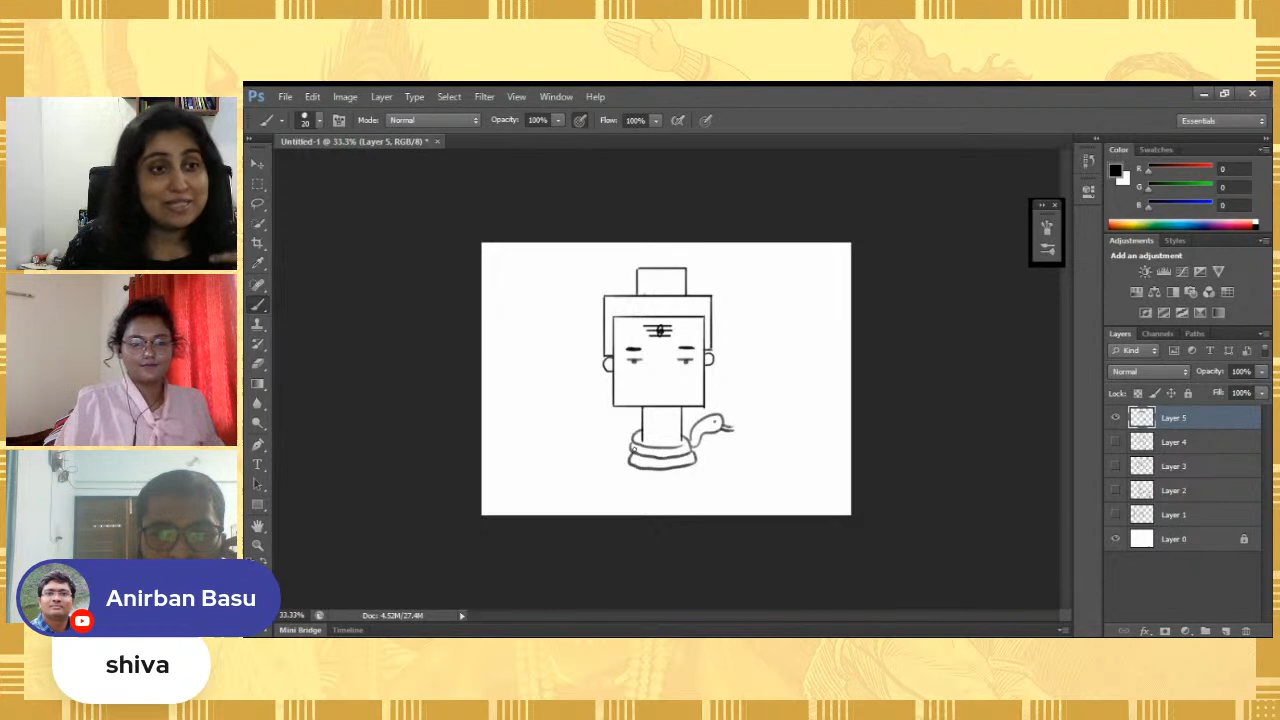 Ps File Edit Image Layer Type Select Filter View Window Help
20 Mode: Normal Opacity: 100% Flow: 100% Essentials
Untitled-1 @ 33.3% (Layer 5, RGB/8) * ×
Color Swatches
R 0
G 0
B 0
Adjustments Styles
Add an adjustment
Layers Channels Paths
Kind
Normal Opacity: 100%
Lock: Fill: 100%
Layer 5
Layer 4
Layer 3
Layer 2
Layer 1
Layer 0
33.33% Doc: 4.52M/27.4M
Mini Bridge Timeline
Anirban Basu
shiva